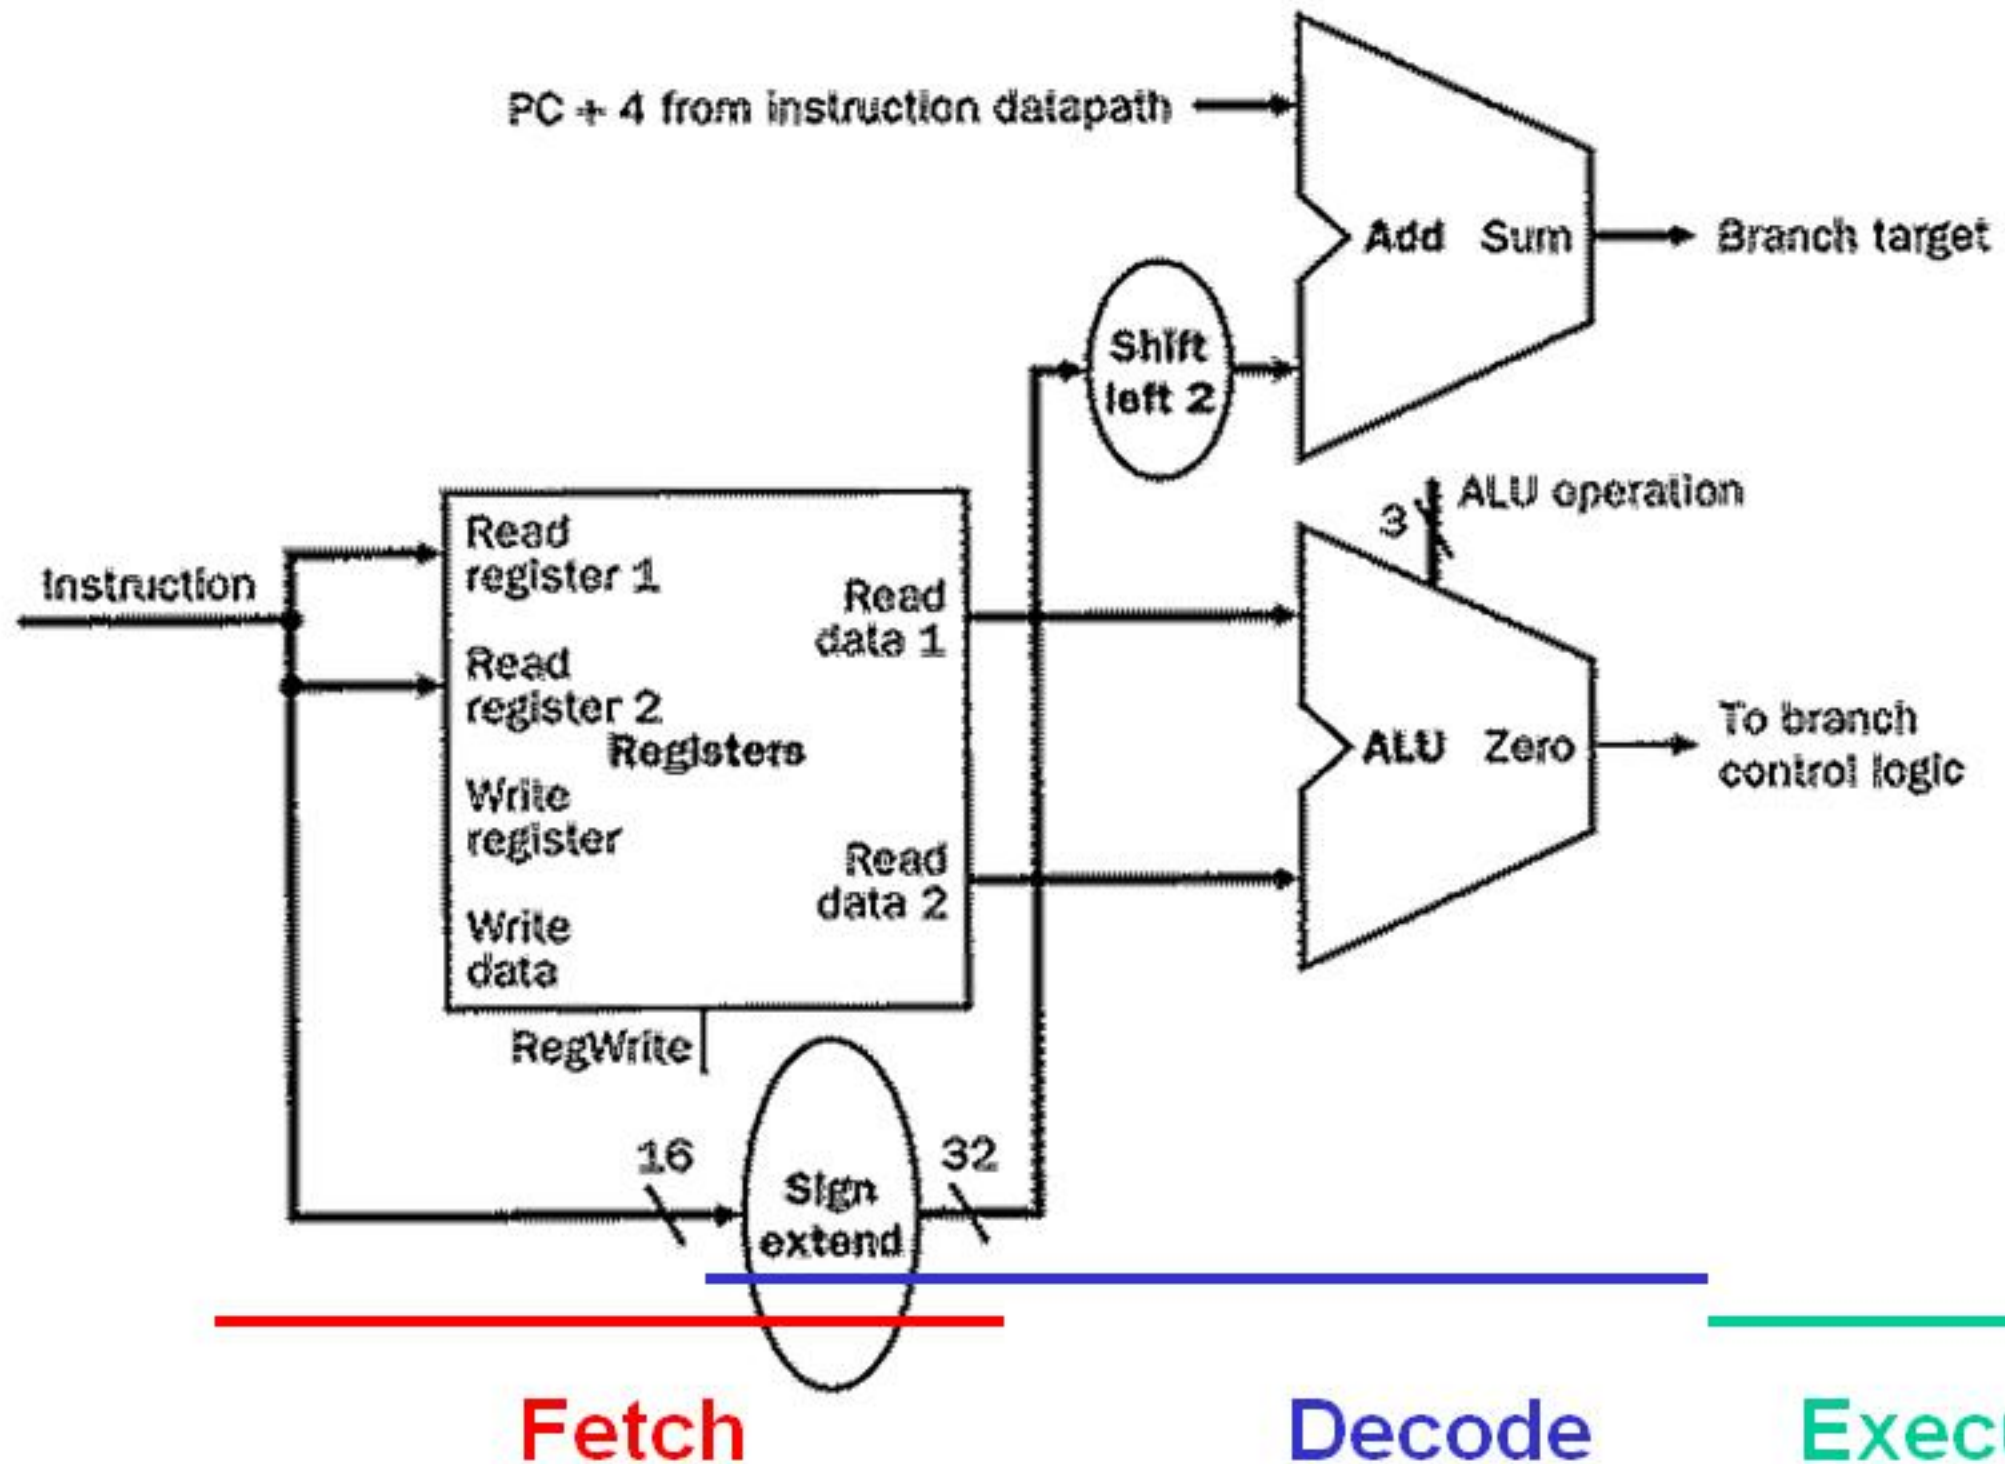 PC + 4 from instruction datapath
Add Sum
Branch target
Shift
left 2
ALU operation
3
Instruction
Read
register 1
Read
data 1
Read
register 2
Registers
Write
register
Read
data 2
Write
data
ALU Zero
To branch
control logic
RegWrite
16
32
Sign
extend
Fetch
Decode
Execu